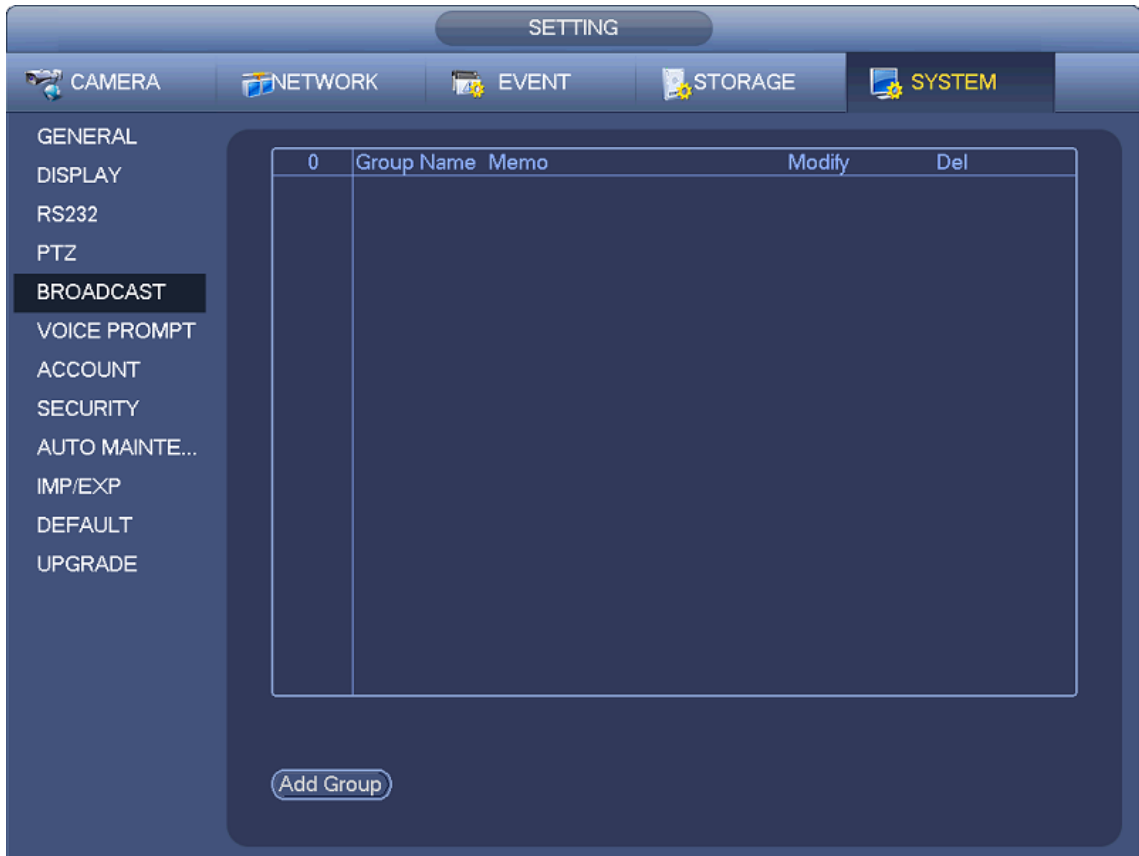 SETTING
CAMERA NETWORK EVENT STORAGE SYSTEM
GENERAL
DISPLAY
RS232
PTZ
BROADCAST
VOICE PROMPT
ACCOUNT
SECURITY
AUTO MAINTE...
IMP/EXP
DEFAULT
UPGRADE
0 Group Name Memo Modify Del
Add Group